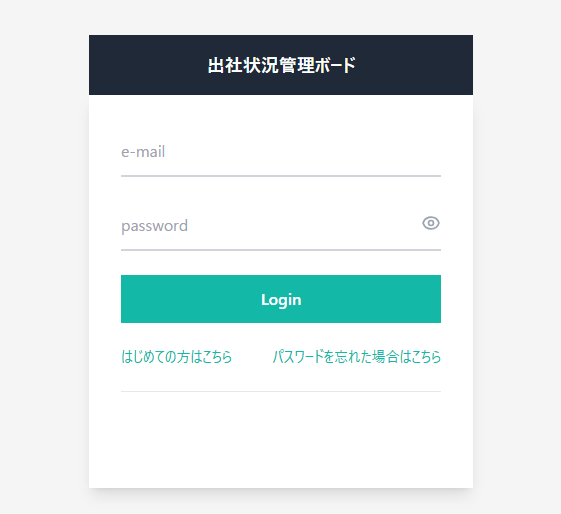 出社状況管理ボード
e-mail
password
Login
はじめての方はこちら
パスワードを忘れた場合はこちら